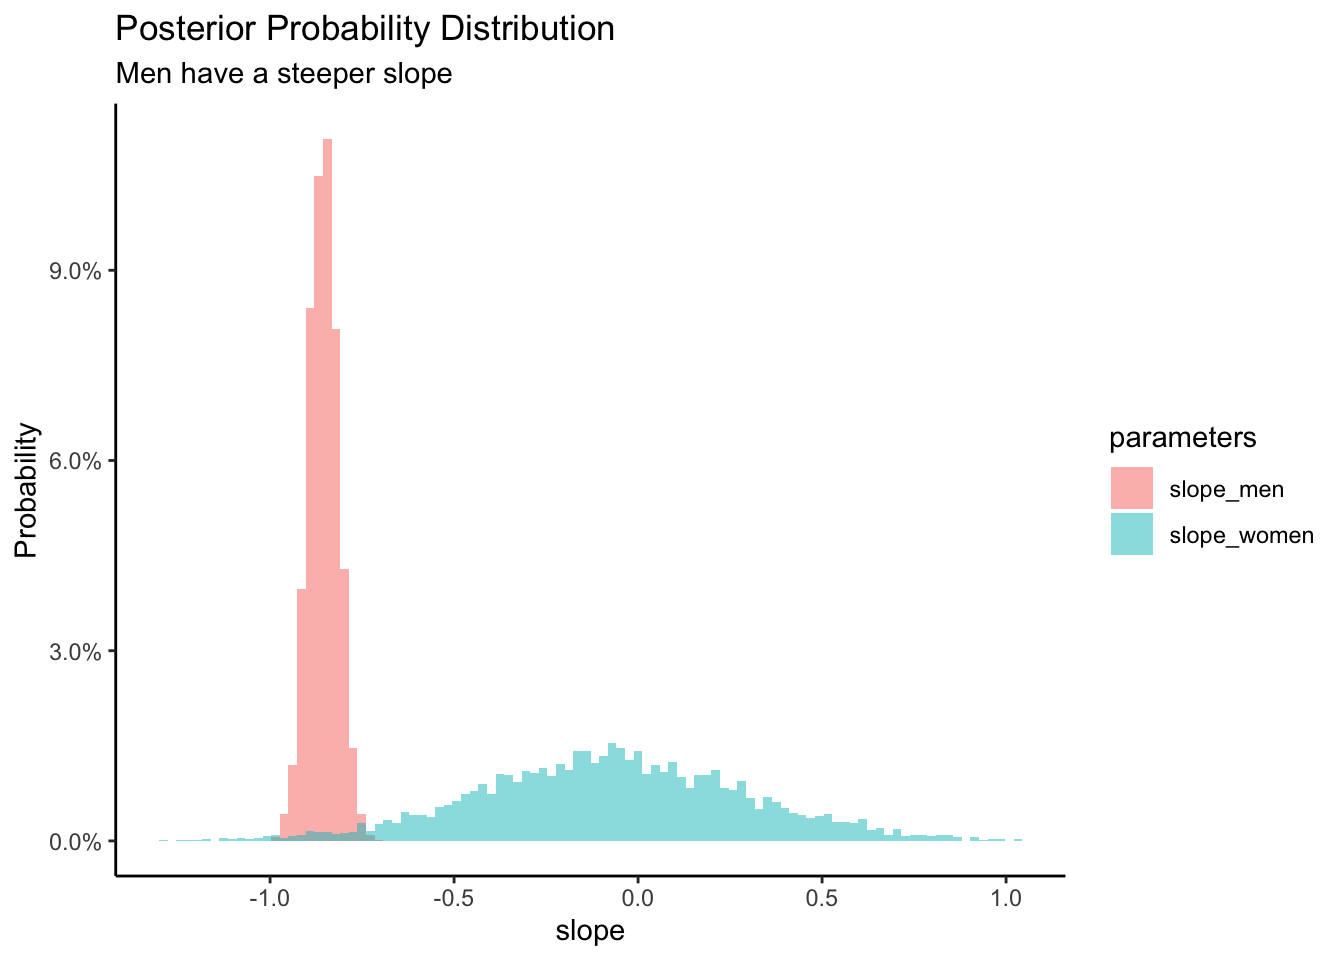 Posterior Probability Distribution
Men have a steeper slope
Probability
9.0%
6.0%
3.0%
0.0%
-1.0
-0.5
0.0
0.5
1.0
slope
parameters
slope_men
slope_women